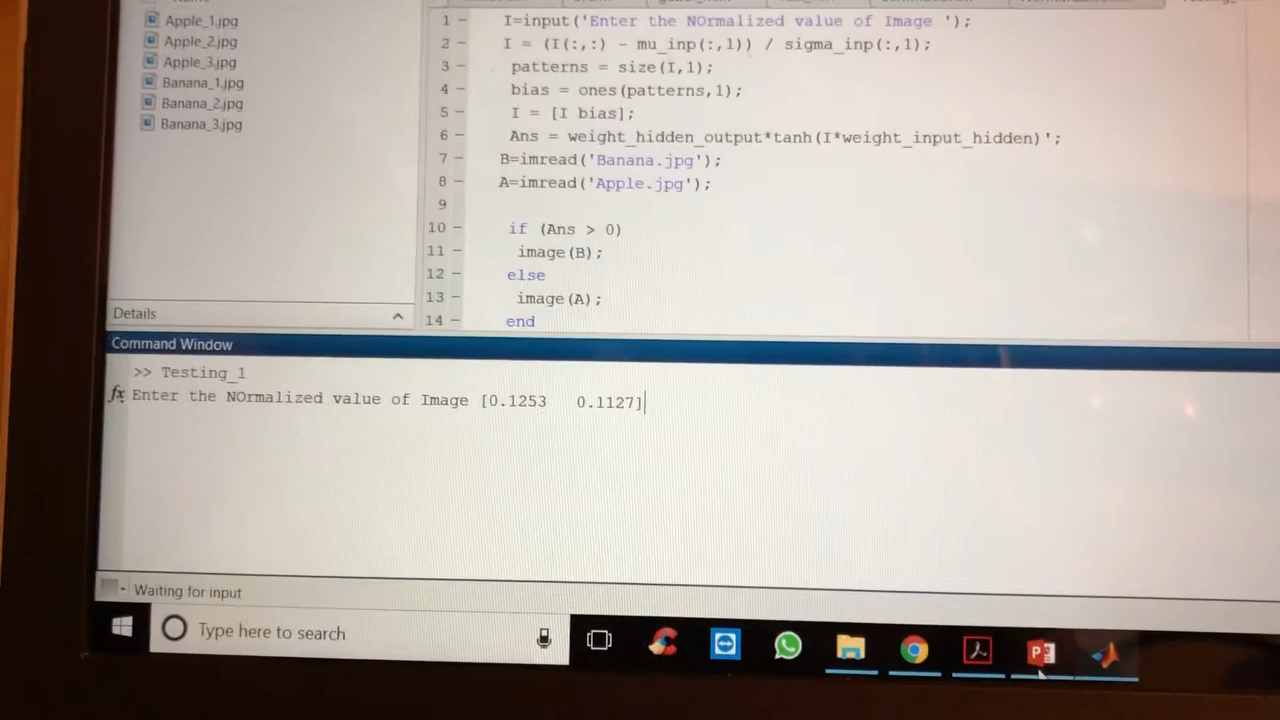 Apple_1.jpg
Apple_2.jpg
Apple_3.jpg
Banana_1.jpg
Banana_2.jpg
Banana_3.jpg
Details
1 – I=input('Enter the NOrmalized value of Image ');
2 – I = (I(:,:) - mu_inp(:,1)) / sigma_inp(:,1);
3 – patterns = size(I,1);
4 – bias = ones(patterns,1);
5 – I = [I bias];
6 – Ans = weight_hidden_output*tanh(I*weight_input_hidden)';
7 – B=imread('Banana.jpg');
8 – A=imread('Apple.jpg');
9
10 – if (Ans > 0)
11 – image(B);
12 – else
13 – image(A);
14 – end
Command Window
>> Testing_1
fx Enter the NOrmalized value of Image [0.1253 0.1127]
Waiting for input
Type here to search